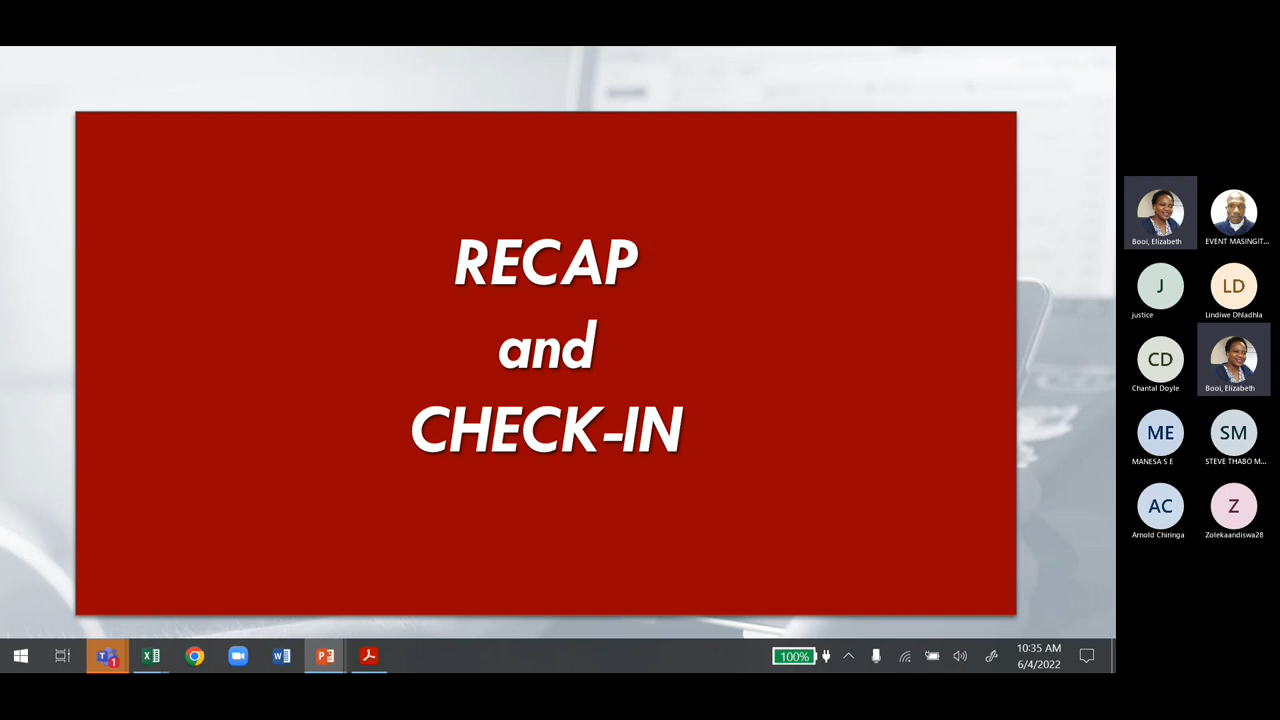 RECAP
and
CHECK-IN
Booi, Elizabeth
EVENT MASINGIT...
J
justice
LD
Lindiwe Dhladhla
CD
Chantal Doyle
Booi, Elizabeth
ME
MANESA S E
SM
STEVE THABO M...
AC
Arnold Chiringa
Z
Zolekaandiswa28
100%
10:35 AM
6/4/2022